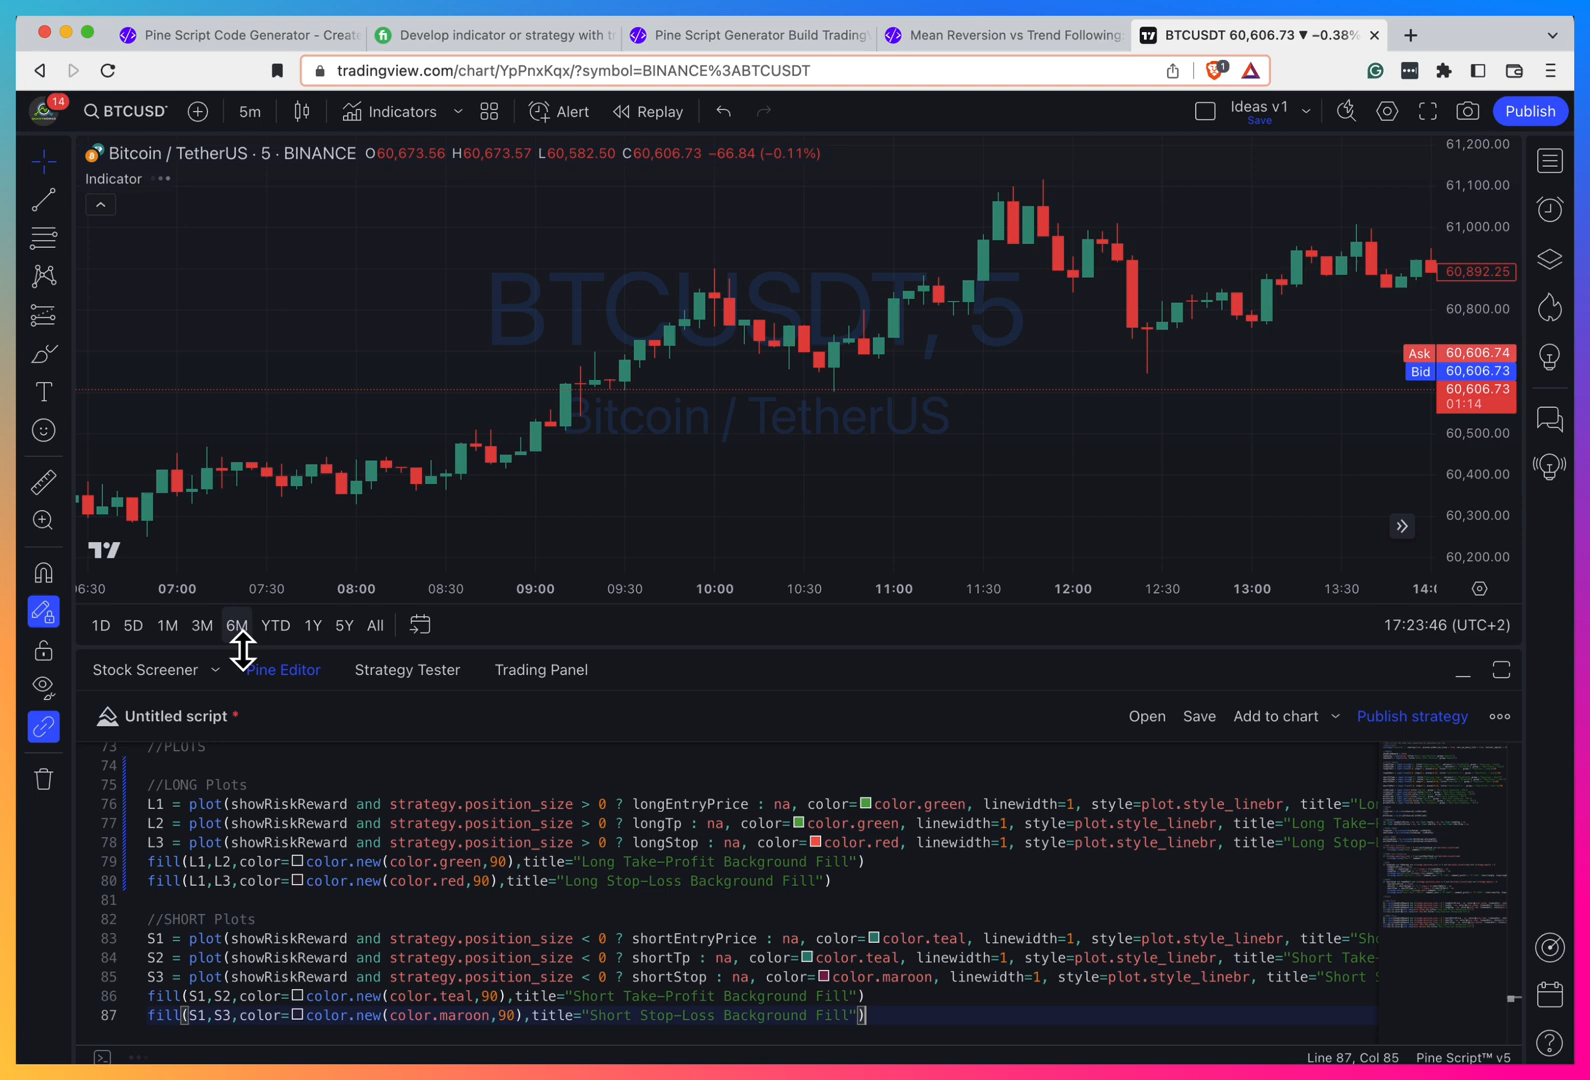 Pine Script Code Generator - Create
Develop indicator or strategy with t
Pine Script Generator Build Trading
Mean Reversion vs Trend Following:
BTCUSDT 60,606.73 ▼ −0.38%
tradingview.com/chart/YpPnxKqx/?symbol=BINANCE%3ABTCUSDT
1
14
BTCUSDT
5m
Indicators
Alert
Replay
Ideas v1
Save
Publish
Bitcoin / TetherUS · 5 · BINANCE O60,673.56 H60,673.57 L60,582.50 C60,606.73 −66.84 (−0.11%)
Indicator
BTCUSDT, 5
Bitcoin / TetherUS
61,200.00
61,100.00
61,000.00
60,892.25
60,800.00
Ask 60,606.74
Bid 60,606.73
60,606.73
01:14
60,500.00
60,400.00
60,300.00
60,200.00
06:30 07:00 07:30 08:00 08:30 09:00 09:30 10:00 10:30 11:00 11:30 12:00 12:30 13:00 13:30 14:0
1D 5D 1M 3M 6M YTD 1Y 5Y All
17:23:46 (UTC+2)
Stock Screener Pine Editor Strategy Tester Trading Panel
Untitled script *
Open Save Add to chart Publish strategy
73 //PLOTS
74
75 //LONG Plots
76 L1 = plot(showRiskReward and strategy.position_size > 0 ? longEntryPrice : na, color=color.green, linewidth=1, style=plot.style_linebr, title="Lo
77 L2 = plot(showRiskReward and strategy.position_size > 0 ? longTp : na, color=color.green, linewidth=1, style=plot.style_linebr, title="Long Take-
78 L3 = plot(showRiskReward and strategy.position_size > 0 ? longStop : na, color=color.red, linewidth=1, style=plot.style_linebr, title="Long Stop-
79 fill(L1,L2,color=color.new(color.green,90),title="Long Take-Profit Background Fill")
80 fill(L1,L3,color=color.new(color.red,90),title="Long Stop-Loss Background Fill")
81
82 //SHORT Plots
83 S1 = plot(showRiskReward and strategy.position_size < 0 ? shortEntryPrice : na, color=color.teal, linewidth=1, style=plot.style_linebr, title="Sh
84 S2 = plot(showRiskReward and strategy.position_size < 0 ? shortTp : na, color=color.teal, linewidth=1, style=plot.style_linebr, title="Short Take-
85 S3 = plot(showRiskReward and strategy.position_size < 0 ? shortStop : na, color=color.maroon, linewidth=1, style=plot.style_linebr, title="Short
86 fill(S1,S2,color=color.new(color.teal,90),title="Short Take-Profit Background Fill")
87 fill(S1,S3,color=color.new(color.maroon,90),title="Short Stop-Loss Background Fill")
Line 87, Col 85 Pine Script™ v5